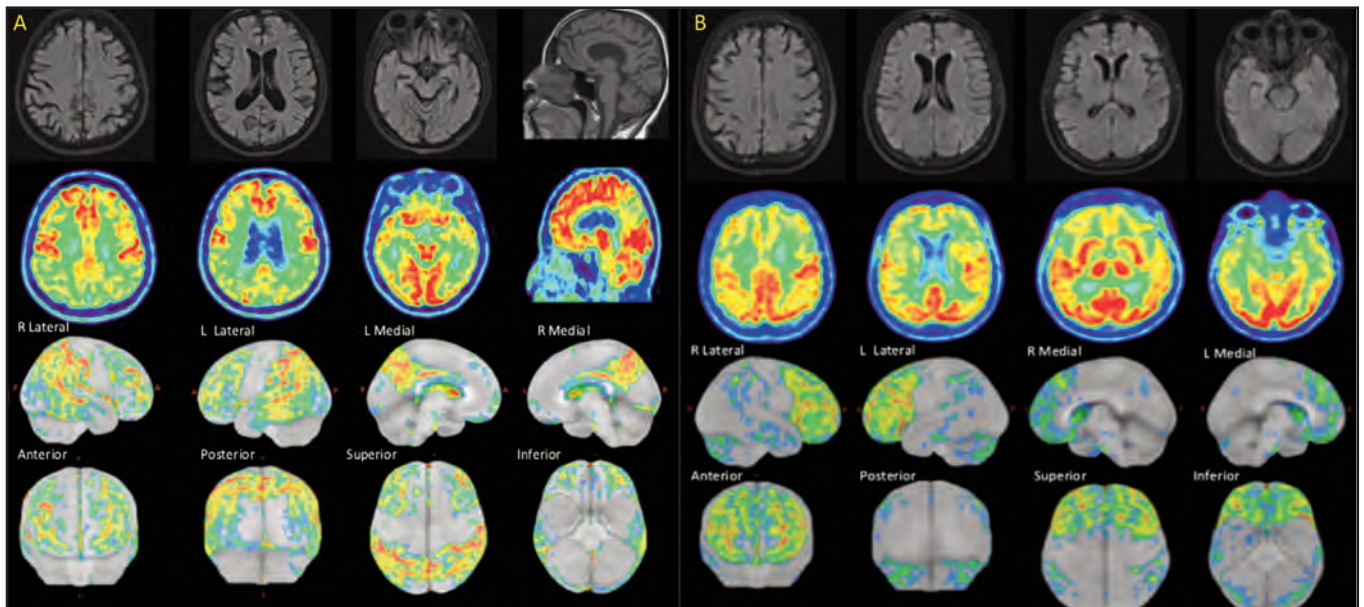 A
R Lateral
L Lateral
L Medial
R Medial
Anterior
Posterior
Superior
Inferior
B
R Lateral
L Lateral
R Medial
L Medial
Anterior
Posterior
Superior
Inferior